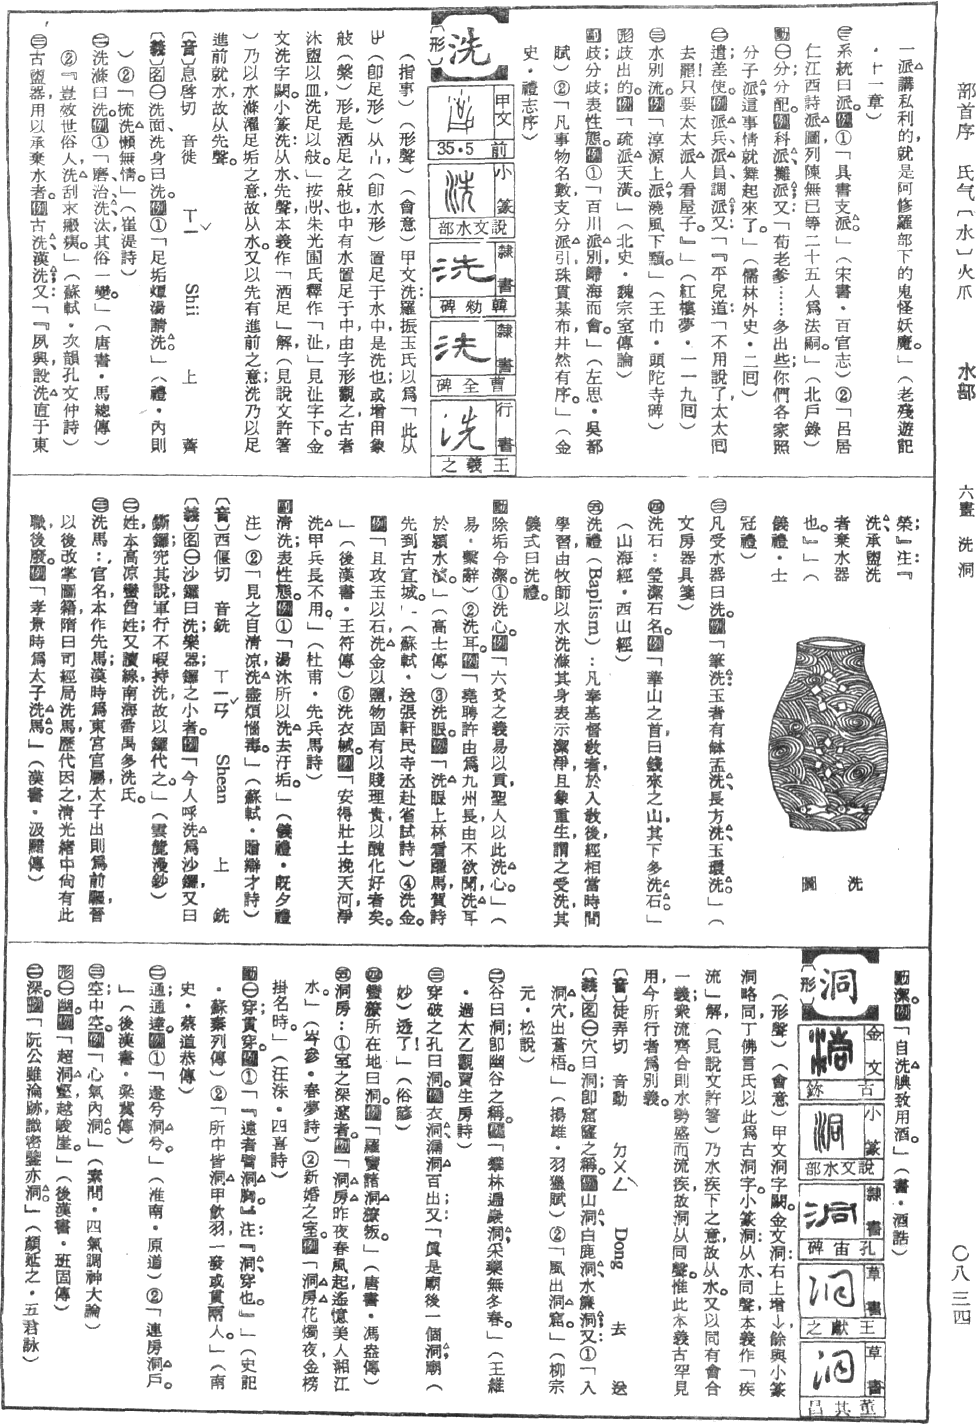 部首序　氏气〔水〕火爪
水部
六畫　洗　洞
〇八三四
一派講私利的，就是阿修羅部下的鬼怪妖魔。」（老殘遊記
・十一章）
㊂系統曰派。例①「具書支派。」（宋書・百官志）②「呂居
仁江西詩派圖列陳無已等二十五人爲法嗣。」（北戶錄）
動㊀分；分配。例科派、攤派；又：「荀老爹……多出些你們各家照
分子派，這事情就舞起來了。」（儒林外史・二囘）
㊁遣；差使。例派兵、派員、調派；又：「『平兒道：「不用說了，太太囘
去罷，只要太太派人看屋子。』」（紅樓夢・一一九囘）
㊂水別流。例「淳源上派，澆風下黷。」（王巾・頭陀寺碑）
形歧出的。例「疏派天潢。」（北史・魏宗室傳論）
副歧分歧；表性態。例①「百川派別，歸海而會。」（左思・吳都
賦）②「凡事物名數，支分派引，珠貫棊布，井然有序。」（金
史・禮志序）
洗
〔形〕
甲文　前　35・5
小篆　說文水部
隸書　韓勑碑
隸書　曹全碑
行書　王羲之
（指事）（形聲）（會意）甲文洗，羅振玉氏以爲「此从
（卽足形）从（卽水形），置足于水中，是洗也；或增用象
般（槃）形，是洒足之般也，中有水，置足于中，由字形觀之，古者
沐盥以皿，洗足以般。」按朱光圃氏釋作「沚」，見沚字下。金
文洗字闕。小篆洗：从水、先聲，本義作「洒足」解（見說文許箸
）乃以水滌濯足垢之意，故从水。又以先有進前之意，洗乃以足
進前就水，故从先聲。
〔音〕息啓切　音徙　ㄒㄧˇ　Shii　上　薺
〔義〕名㊀洗面洗身曰洗。例①「足垢，燂湯請洗。」（禮・內則
）②「一梳洗懶無情。」（崔湜詩）
㊁洗滌曰洗。例①「磨治洗汰，其俗一變。」（唐書・馬總傳）
②「豈效世俗人，洗刮求瘢痍。」（蘇軾・次韻孔文仲詩）
㊂古盥器，用以承棄水者。例古洗、漢洗；又：「『夙興，設洗，直于東
榮：』注：『
洗，承盥洗
者棄水器
也。』」（
儀禮・士
冠禮）
洗　圖
㊂凡受水器曰洗。例「筆洗：玉者有缽盂洗、長方洗、玉環洗。」（
文房器具箋）
㊃洗石：瑩潔石名。例「華山之首，曰錢來之山，其下多洗石。」
（山海經・西山經）
㊄洗禮（Baplism）：凡奉基督敎敎者，於入敎後，經相當時間
學習，由牧師以水洗滌其身，表示潔淨，且象重生，謂之受洗，其
儀式曰洗禮。
動除垢令潔：①洗心。例「六爻之義，易以貢，聖人以此洗心。」（
易・繫辭）②洗耳。例「堯聘許由爲九州長，由不欲聞，洗耳
於潁水濱。」（高士傳）③洗眼。例「洗眼上林看躍馬，賀詩
先到古宣城。」（蘇軾・送張軒民寺丞赴省試詩）④洗金。
例「且攻玉以石，洗金以鹽，物固有以賤理貴，以醜化好者矣。
」（後漢書・王符傳）⑤洗衣械。例「安得壯士挽天河，淨
洗甲兵長不用。」（杜甫・洗兵馬詩）
副清洗；表性態。例①「湯沐所以洗去汙垢。」（儀禮・旣夕禮
注）②「見之自清涼，洗盡煩惱毒。」（蘇軾・贈辯才詩）
〔音〕西偃切　音銑　ㄒㄧㄢˇ　Shean　上　銑
〔義〕名㊀沙鑼曰洗；樂器鑼之小者。例「今人呼洗爲沙鑼，又曰
厮鑼；究其說，軍行不暇持洗，故以鑼代之。」（雲麓漫鈔）
㊁姓。本高涼蠻酋姓；又讀線，南海番禺多洗氏。
㊂洗馬：官名，本作先馬，漢時爲東宮官屬，太子出則爲前驅；晉
以後改掌圖籍，隋曰司經局洗馬，歷代因之，清光緒中尙有此
職，後廢。例「孝景時爲太子洗馬。」（漢書・汲黯傳）
動潔。例「自洗腆，致用酒。」（書・酒誥）
洞
〔形〕
金文　古鉥
小篆　說文水部
隸書　孔宙碑
草書　王獻之
草書　董其昌
（形聲）（會意）甲文洞字闕。金文洞：右上增，餘與小篆
洞略同；丁佛言氏以此爲古洞字。小篆洞：从水、同聲，本義作「疾
流」解（見說文許箸）乃水疾下之意，故从水。又以同有會合
一義，衆流齊合則水勢盛而流疾，故洞从同聲。惟此本義古罕見
用，今所行者爲別義。
〔音〕徒弄切　音動　ㄉㄨㄥˋ　Dong　去　送
〔義〕名㊀穴曰洞；卽窟窿之稱。例山洞、白鹿洞、水簾洞；又①「入
洞穴，出蒼梧。」（揚雄・羽獵賦）②「風出洞窟。」（柳宗
元・松說）
㊁谷曰洞；卽幽谷之稱。例「攀林遍巖洞，采藥無冬春。」（王維
・過太乙觀賈生房詩）
㊂穿破之孔曰洞。例衣洞、漏洞百出；又：「眞是廟後一個洞，廟（
妙）透了！」（俗諺）
㊃蠻獠所在地曰洞。例「羅竇諸洞獠叛。」（唐書・馮盎傳）
㊄洞房：①室之深邃者。例「洞房昨夜春風起，遙憶美人湘江
水。」（岑參・春夢詩）②新婚之室。例「洞房花燭夜，金榜
掛名時。」（汪洙・四喜詩）
動㊀穿；貫穿。例①「『遠者鏜洞胸：』注：『洞，穿也。』」（史記
・蘇秦列傳）②「所中皆洞甲飮羽，一發或貫兩人。」（南
史・蔡道恭傳）
㊁通；通達。例①「遂兮洞兮。」（淮南・原道）②「連房洞戶。
」（後漢書・梁冀傳）
㊂空；中空。例「心氣內洞。」（素問・四氣調神大論）
形㊀幽。例「超洞壑，越峻崖。」（後漢書・班固傳）
㊁深。例「阮公雖淪跡，識密鑒亦洞。」（顏延之・五君詠）